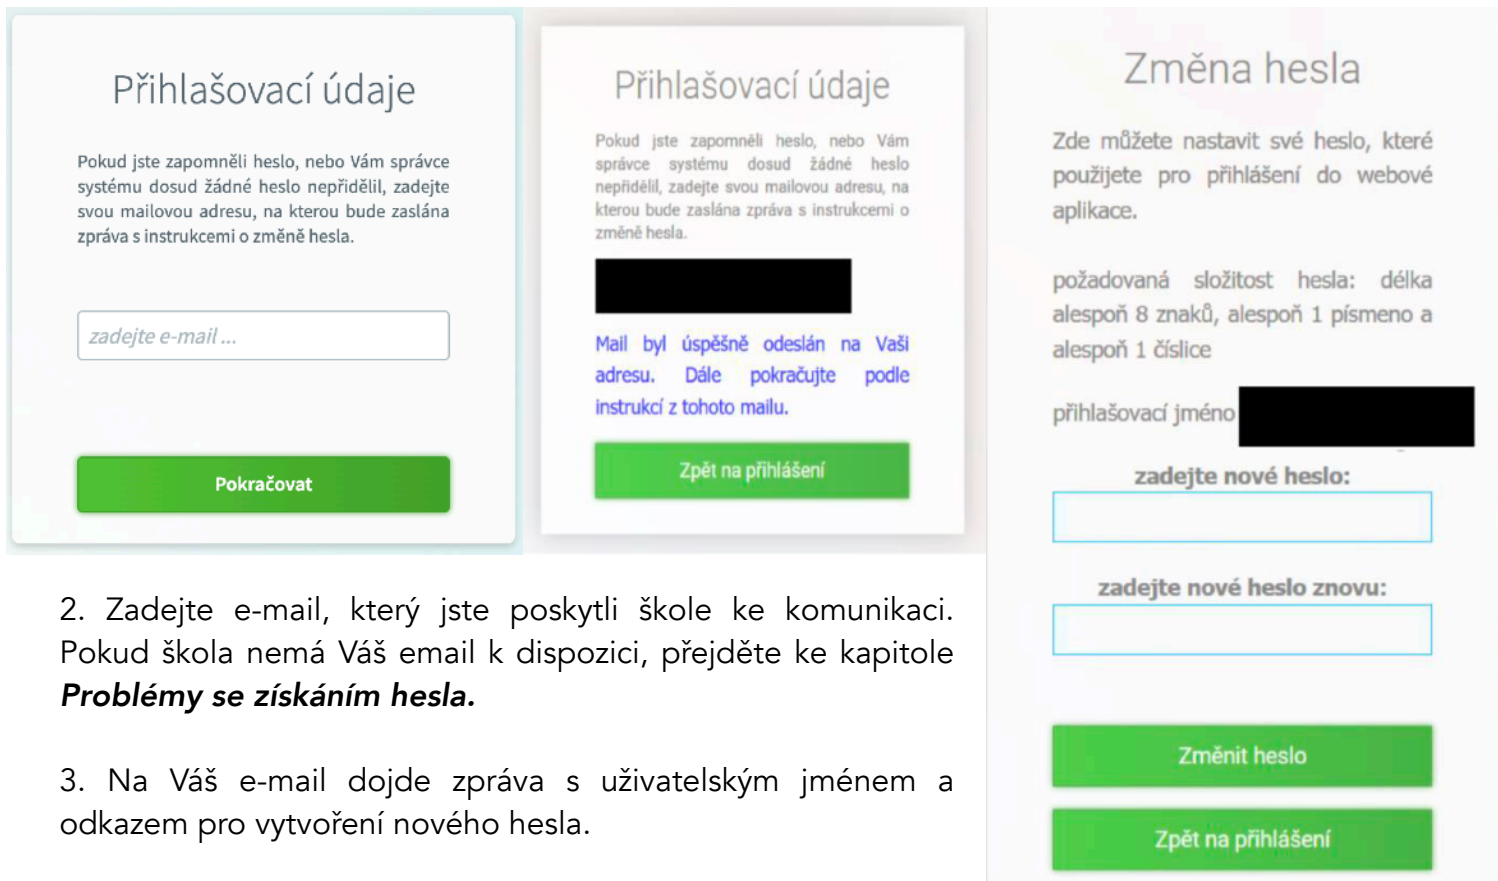 Přihlašovací údaje
Pokud jste zapomněli heslo, nebo Vám správce
systému dosud žádné heslo nepřidělil, zadejte
svou mailovou adresu, na kterou bude zaslána
zpráva s instrukcemi o změně hesla.
zadejte e-mail ...
Pokračovat
Přihlašovací údaje
Pokud jste zapomněli heslo, nebo Vám
správce systému dosud žádné heslo
nepřidělil, zadejte svou mailovou adresu, na
kterou bude zaslána zpráva s instrukcemi o
změně hesla.
Mail byl úspěšně odeslán na Vaši
adresu. Dále pokračujte podle
instrukcí z tohoto mailu.
Zpět na přihlášení
Změna hesla
Zde můžete nastavit své heslo, které
použijete pro přihlášení do webové
aplikace.
požadovaná složitost hesla: délka
alespoň 8 znaků, alespoň 1 písmeno a
alespoň 1 číslice
přihlašovací jméno
zadejte nové heslo:
zadejte nové heslo znovu:
Změnit heslo
Zpět na přihlášení
2. Zadejte e-mail, který jste poskytli škole ke komunikaci.
Pokud škola nemá Váš email k dispozici, přejděte ke kapitole
Problémy se získáním hesla.
3. Na Váš e-mail dojde zpráva s uživatelským jménem a
odkazem pro vytvoření nového hesla.